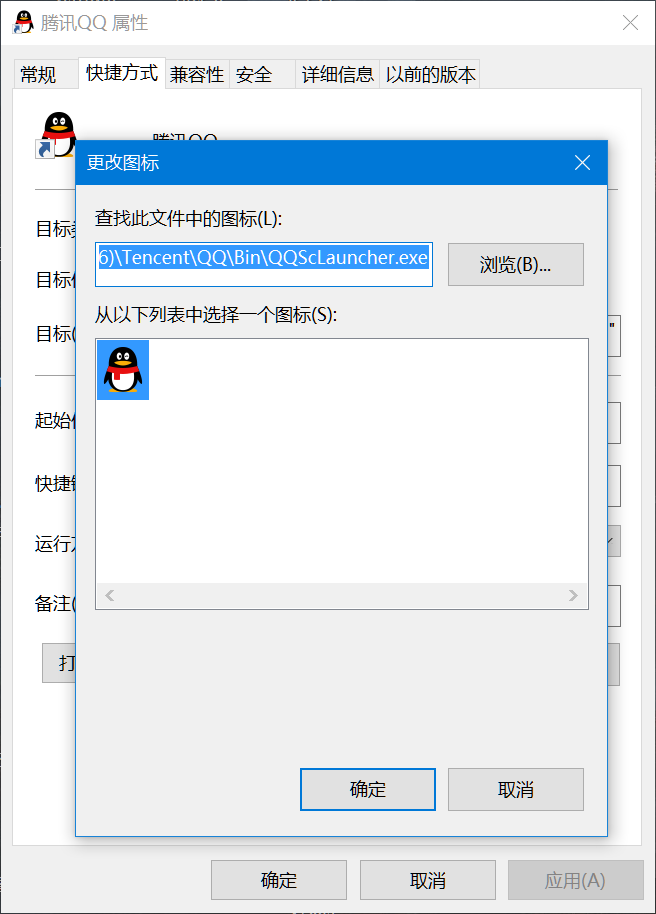 腾讯QQ 属性
常规 快捷方式 兼容性 安全 详细信息 以前的版本
腾讯QQ
更改图标
查找此文件中的图标(L):
6)\Tencent\QQ\Bin\QQScLauncher.exe
浏览(B)...
从以下列表中选择一个图标(S):
目标
目标
目标(
"
起始
快捷
运行
备注(
打
确定 取消
确定 取消 应用(A)